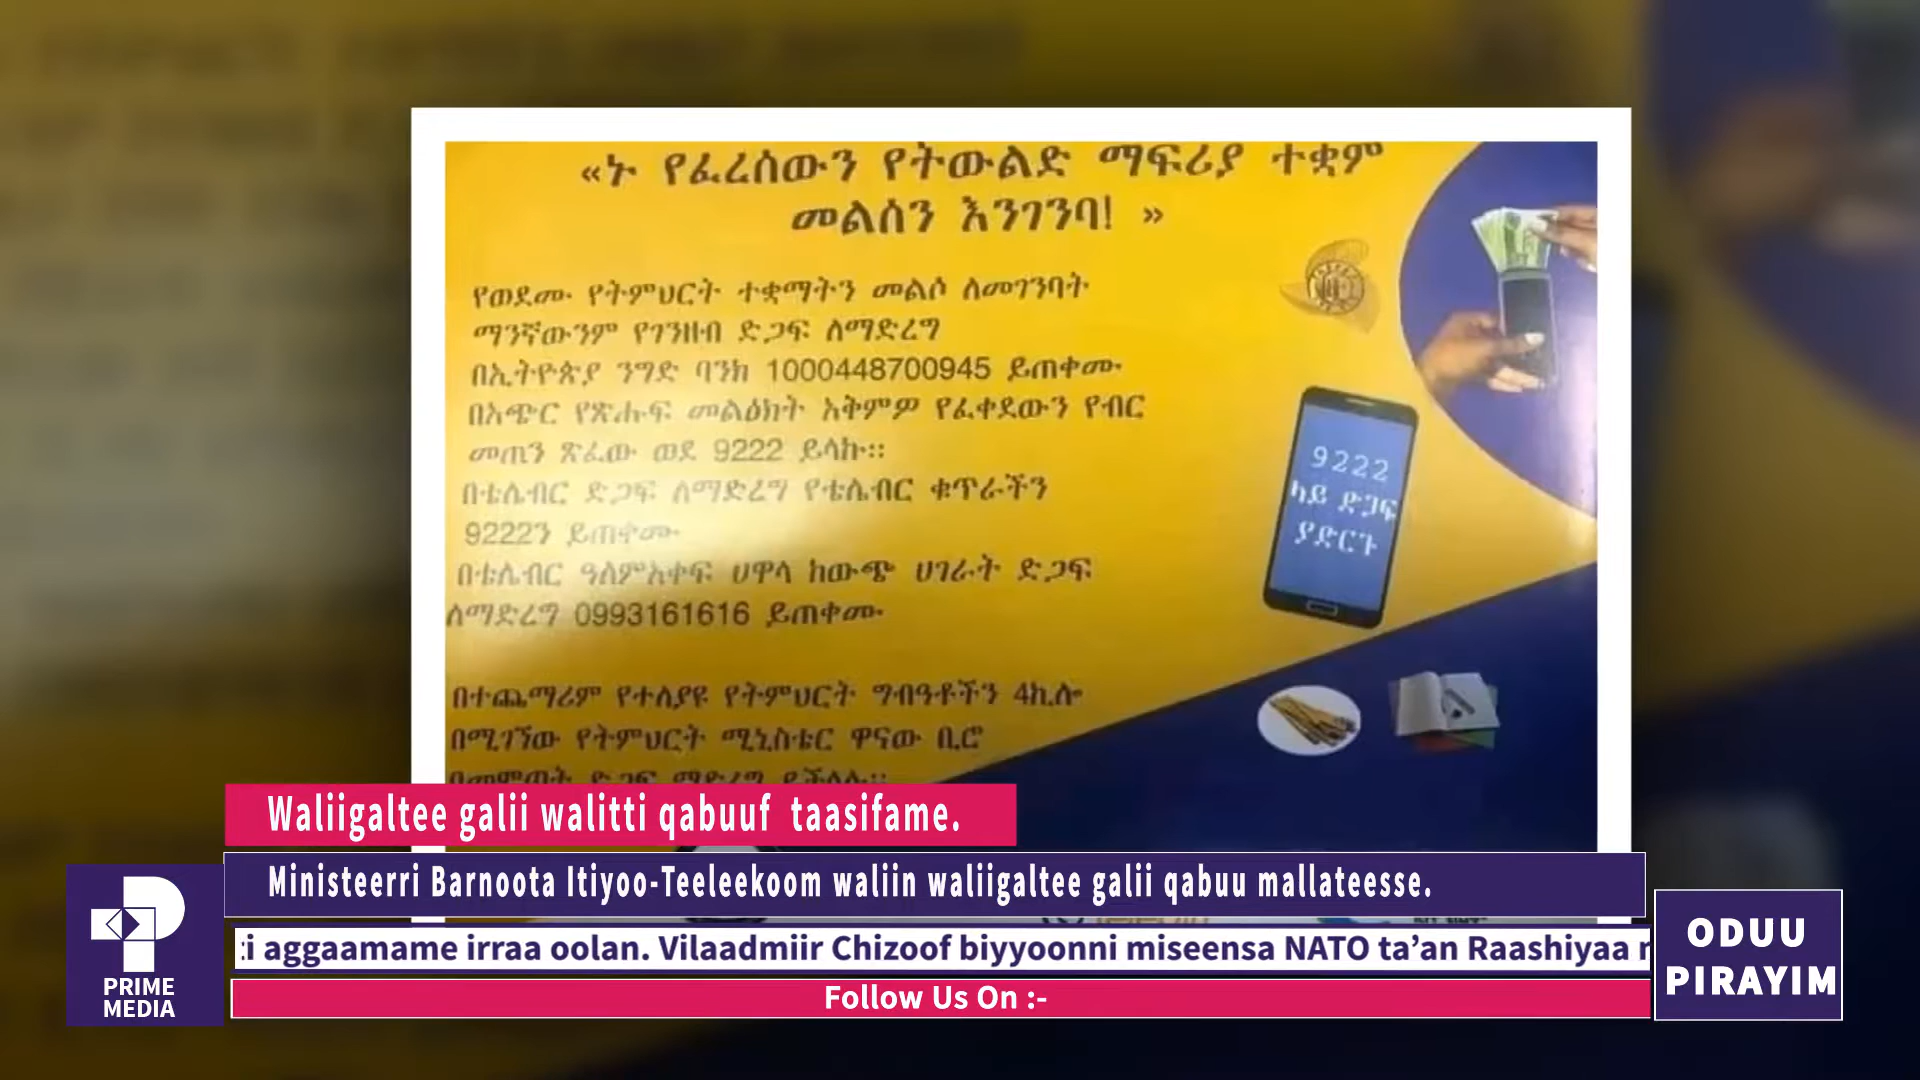 «ኑ የፈረሰውን የትውልድ ማፍሪያ ተቋም
መልሰን እንገንባ! »
የወደሙ የትምህርት ተቋማትን መልሶ ለመገንባት
ማንኛውንም የገንዘብ ድጋፍ ለማድረግ
በኢትዮጵያ ንግድ ባንክ 1000448700945 ይጠቀሙ
በአጭር የጽሑፍ መልዕክት አቅምዎ የፈቀደውን የብር
መጠን ጽፈው ወደ 9222 ይላኩ።
በቴሌብር ድጋፍ ለማድረግ የቴሌብር ቁጥራችን
9222ን ይጠቀሙ
በቴሌብር ዓለምአቀፍ ሀዋላ ከውጭ ሀገራት ድጋፍ
ለማድረግ 0993161616 ይጠቀሙ
9222
ላይ ድጋፍ
ያድርጉ
በተጨማሪም የተለያዩ የትምህርት ግብዓቶችን 4ኪሎ
በሚገኘው የትምህርት ሚኒስቴር ዋናው ቢሮ
በመምጣት ድጋፍ ማድረግ ይችላሉ።
Waliigaltee galii walitti qabuuf taasifame.
Ministeerri Barnoota Itiyoo-Teeleekoom waliin waliigaltee galii qabuu mallateesse.
aggaamame irraa oolan. Vilaadmiir Chizoof biyyoonni miseensa NATO ta’an Raashiyaa
Follow Us On :-
PRIME
MEDIA
ODUU
PIRAYIM